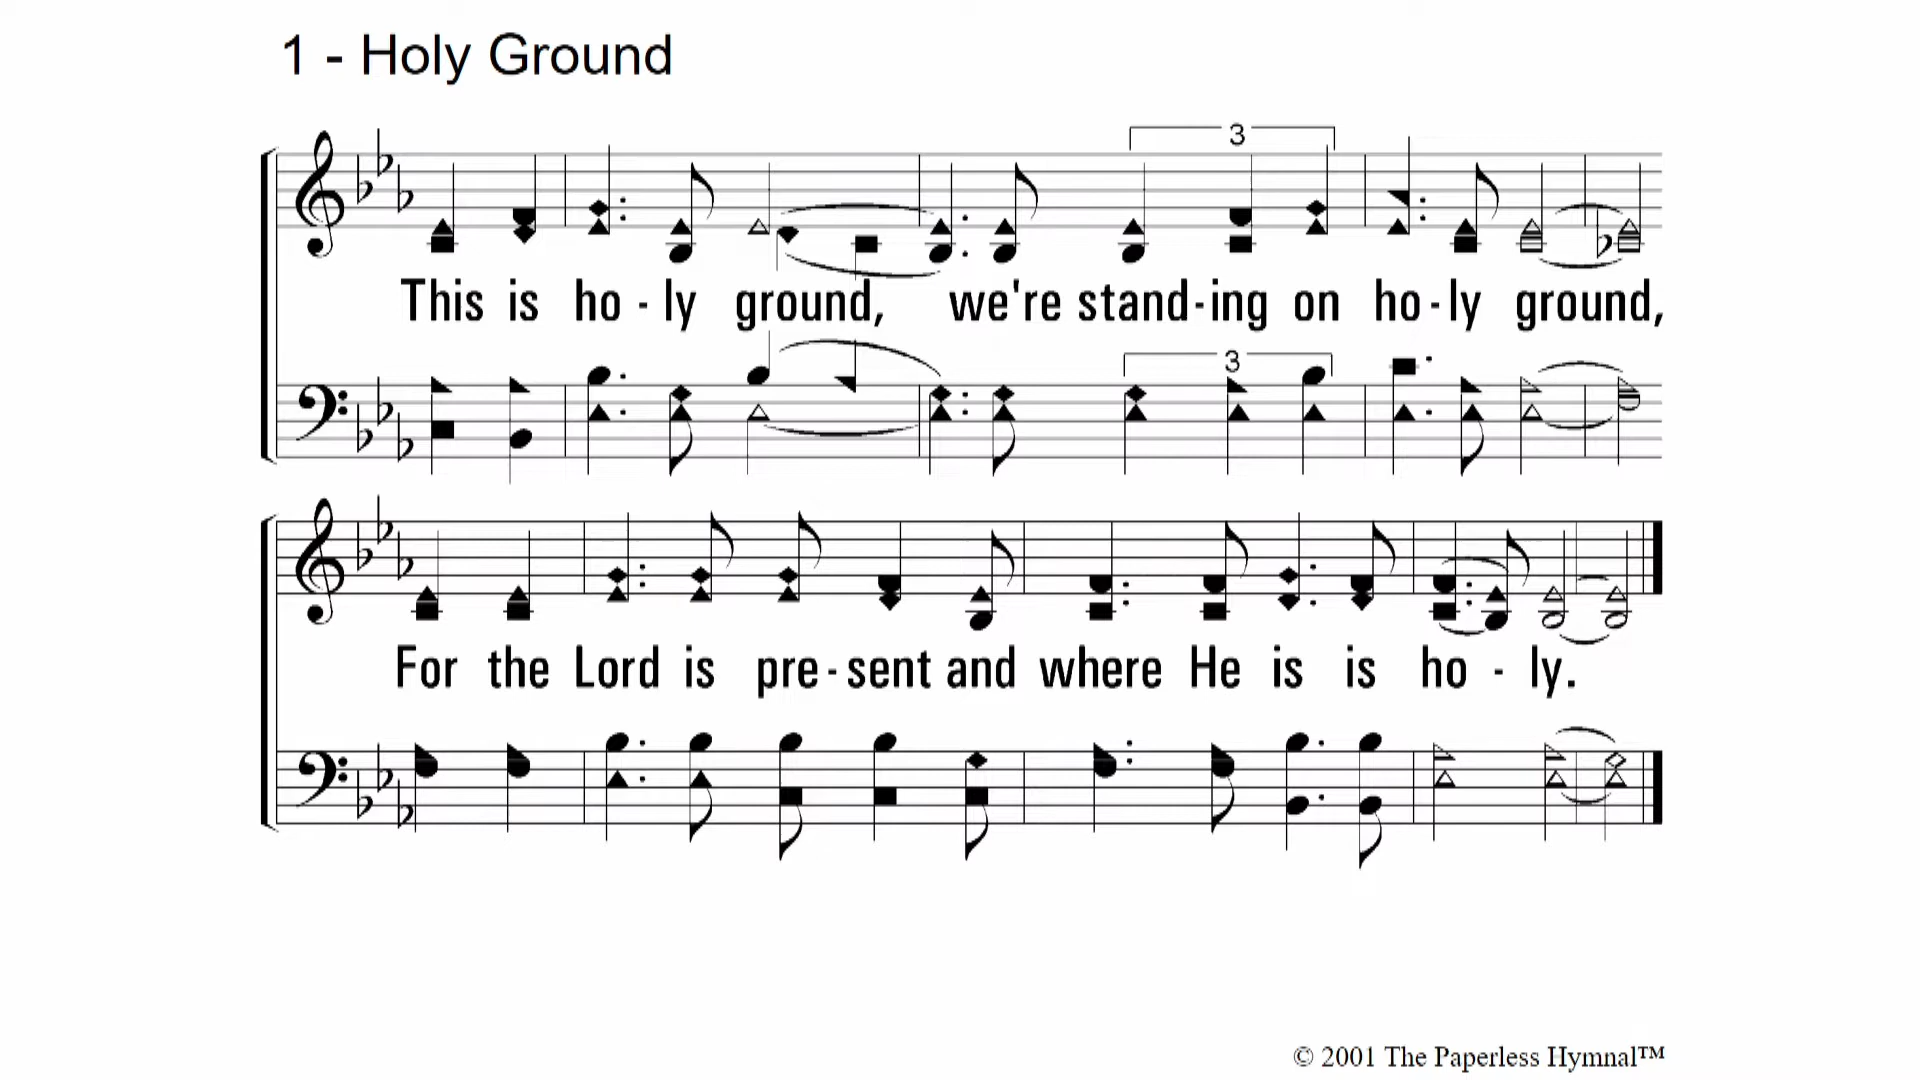 1 - Holy Ground
3
This is ho - ly ground, we're stand-ing on ho-ly ground,
3
For the Lord is pre-sent and where He is is ho - ly.
© 2001 The Paperless Hymnal™